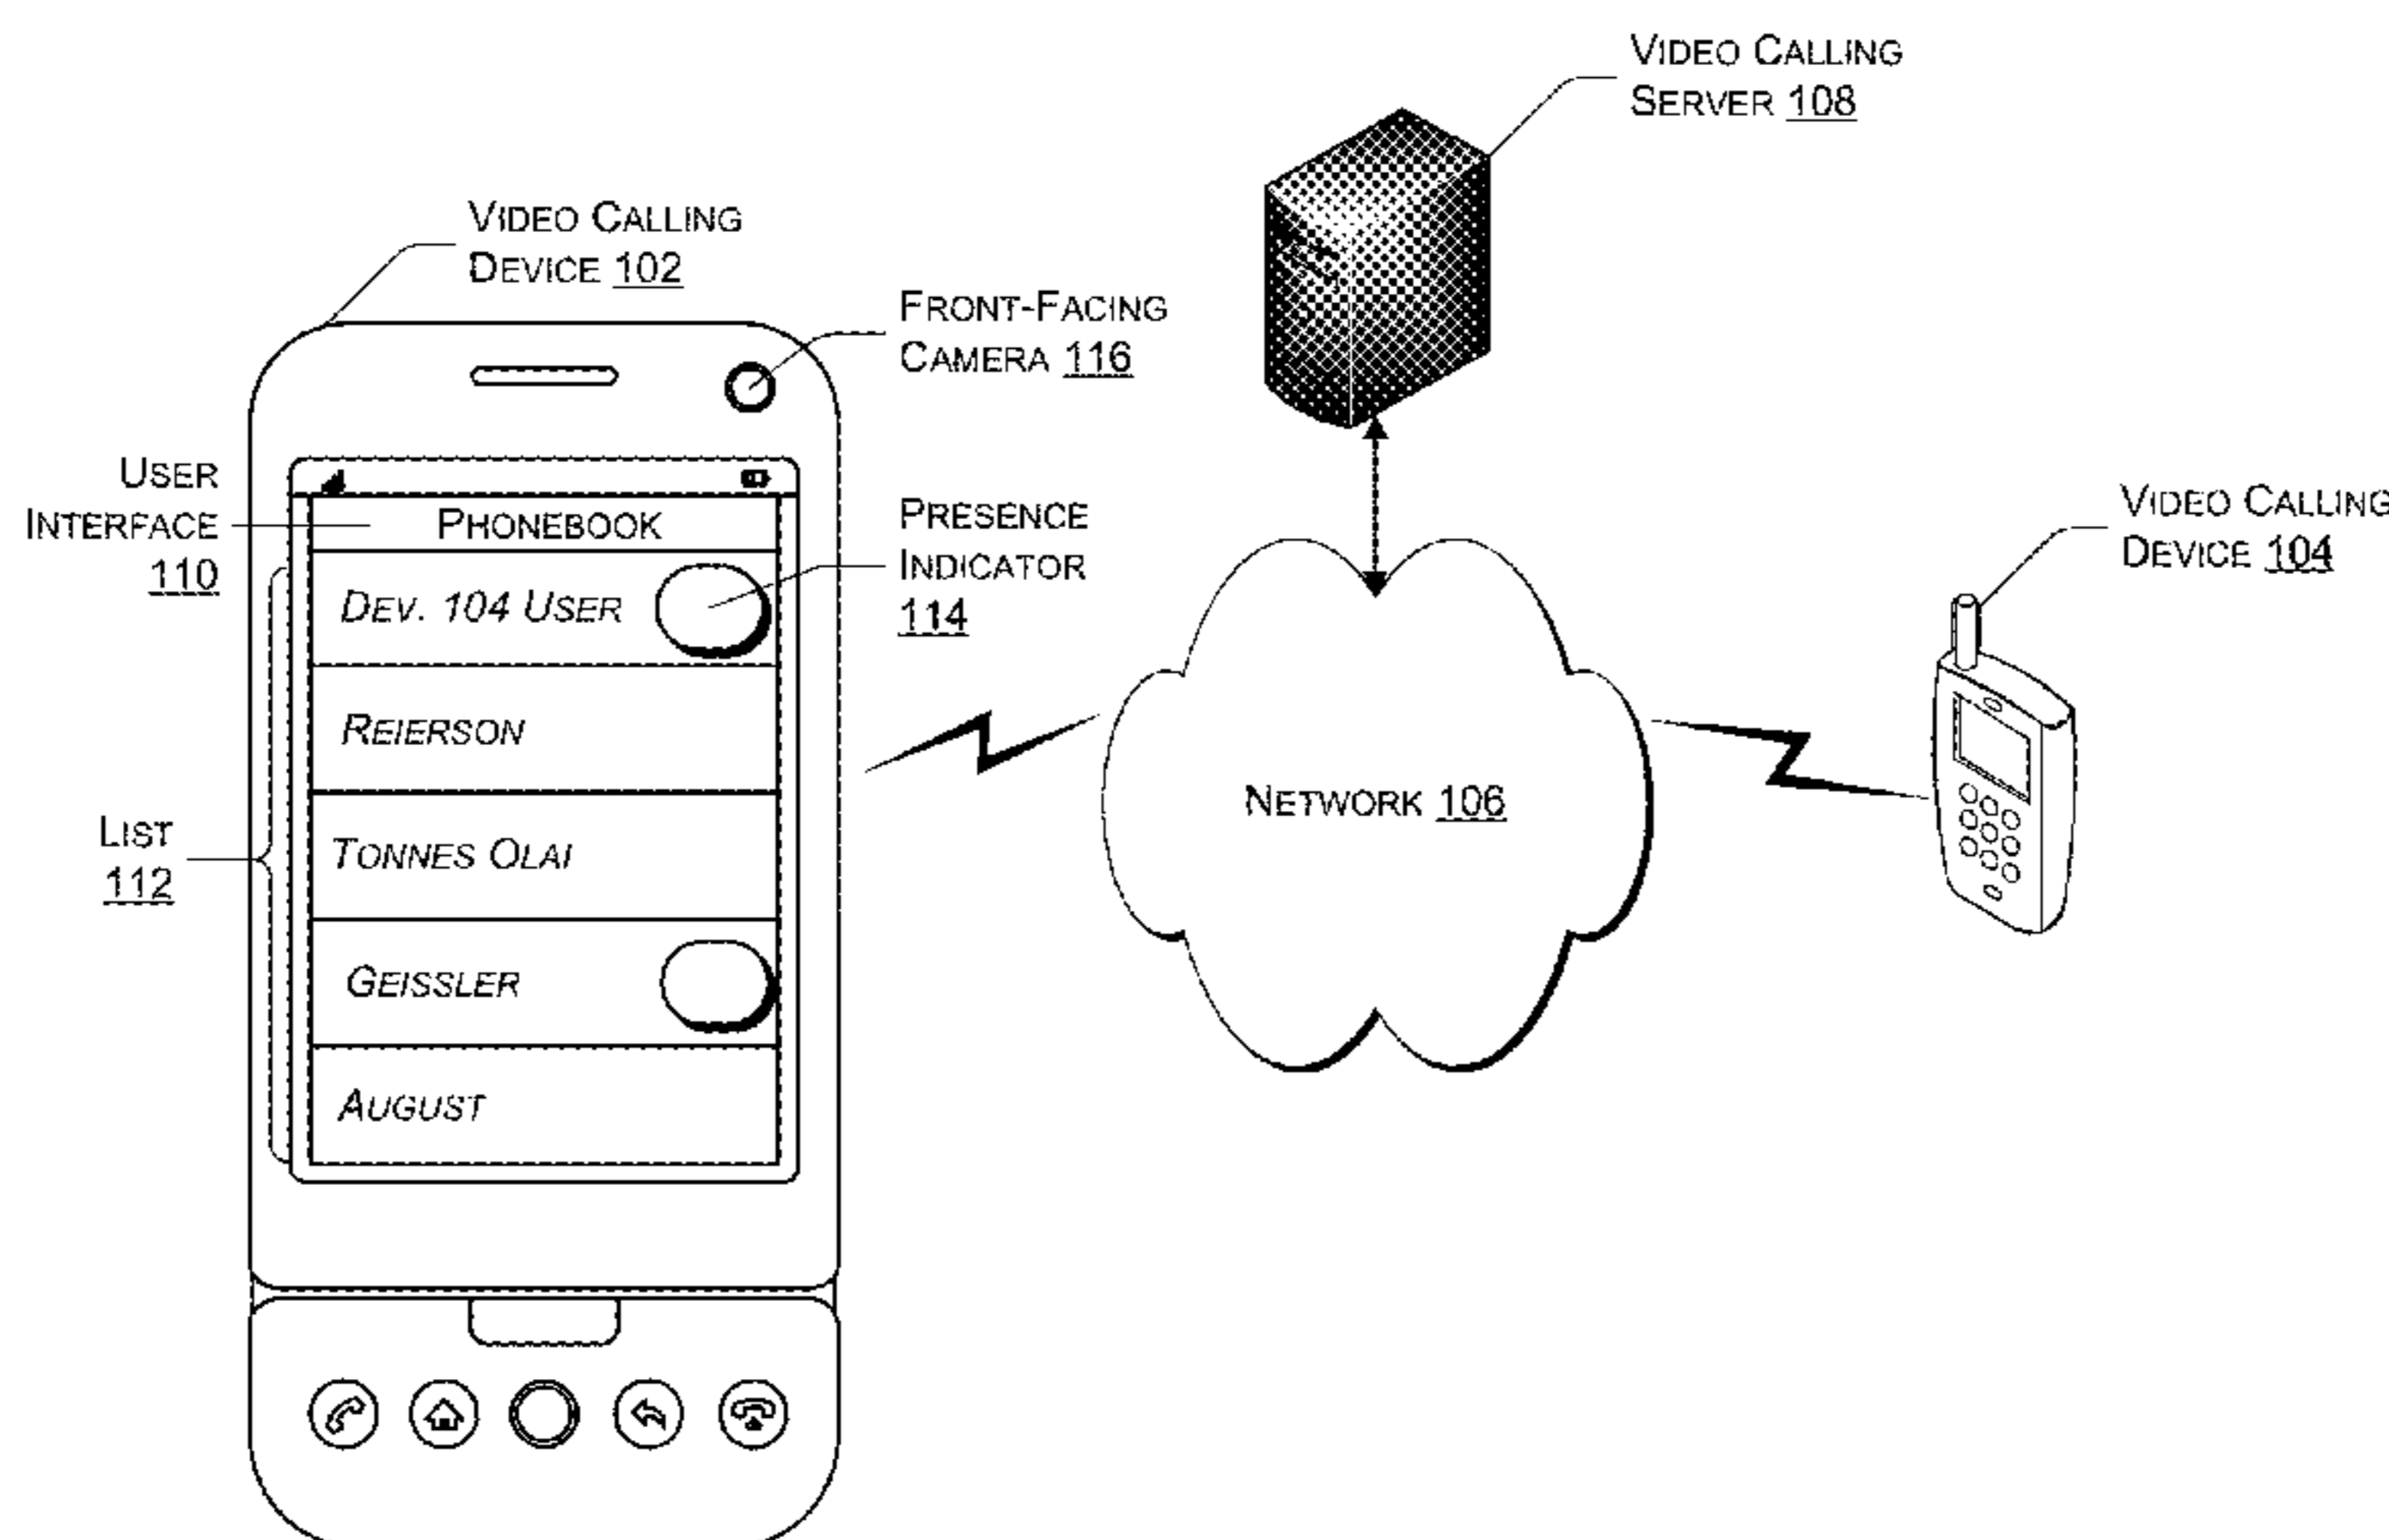 VIDEO CALLING
SERVER 108
VIDEO CALLING
DEVICE 102
FRONT-FACING
CAMERA 116
USER
INTERFACE
110
PHONEBOOK
PRESENCE
INDICATOR
114
VIDEO CALLING
DEVICE 104
DEV. 104 USER
REIERSON
NETWORK 106
LIST
112
TONNES OLAI
GEISSLER
AUGUST